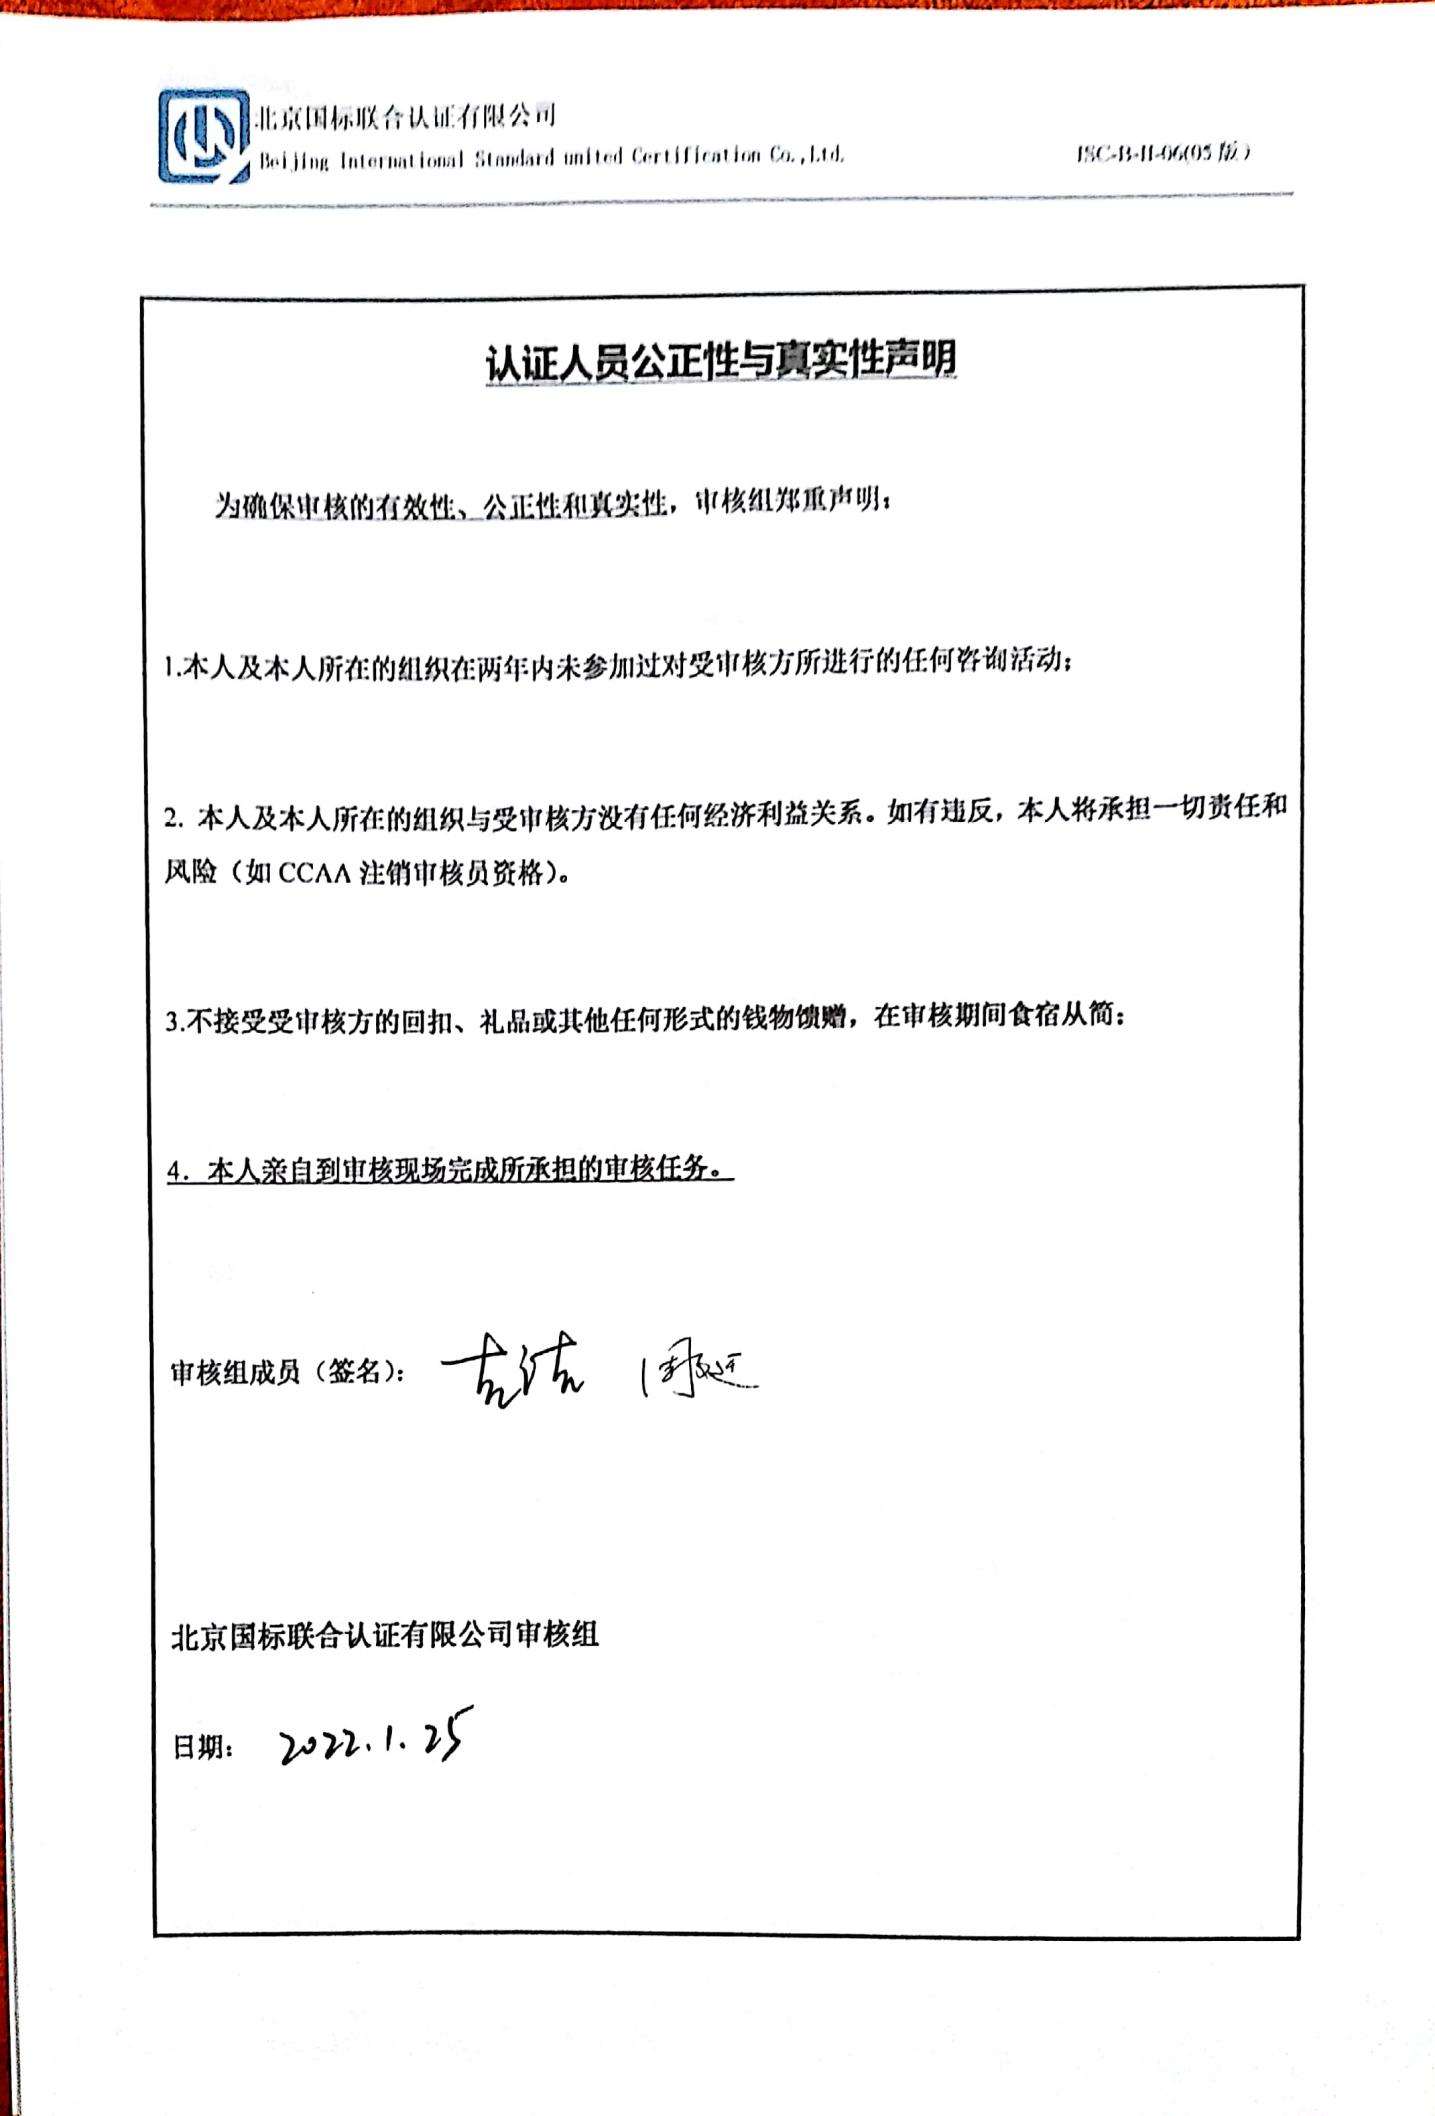 北京国标联合认证有限公司
Beijing International Standard united Certification Co.,Ltd.
ISC-B-II-06(05版)
认证人员公正性与真实性声明
为确保审核的有效性、公正性和真实性，审核组郑重声明：
1.本人及本人所在的组织在两年内未参加过对受审核方所进行的任何咨询活动；
2. 本人及本人所在的组织与受审核方没有任何经济利益关系。如有违反，本人将承担一切责任和
风险（如 CCAA 注销审核员资格）。
3.不接受受审核方的回扣、礼品或其他任何形式的钱物馈赠，在审核期间食宿从简；
4. 本人亲自到审核现场完成所承担的审核任务。
审核组成员（签名）： 吉洁
北京国标联合认证有限公司审核组
日期： 2022.1.25